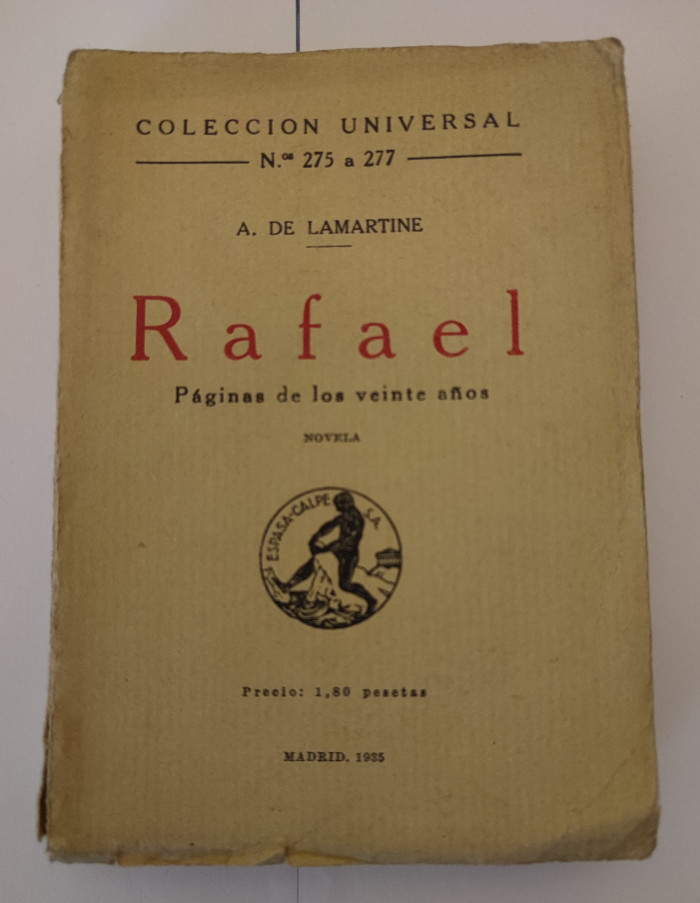 COLECCION UNIVERSAL
N.os 275 a 277
A. DE LAMARTINE
Rafael
Páginas de los veinte años
NOVELA
ESPASA-CALPE S.A.
Precio: 1,80 pesetas
MADRID, 1935